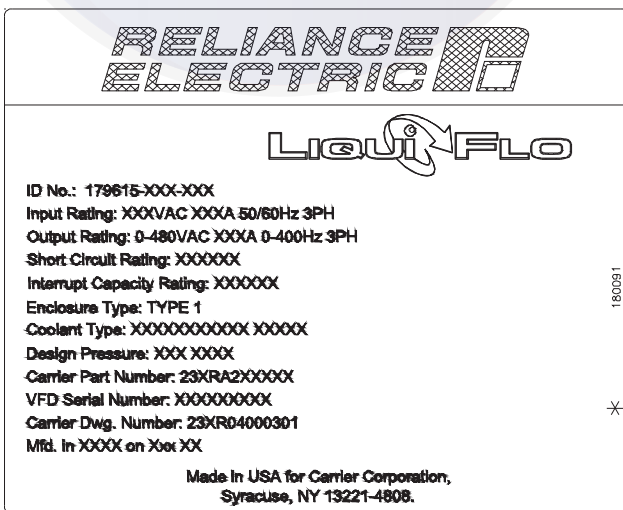 RELIANCE
ELECTRIC
LIQUIFLO
ID No.: 179615-XXX-XXX
Input Rating: XXXVAC XXXA 50/60Hz 3PH
Output Rating: 0-480VAC XXXA 0-400Hz 3PH
Short Circuit Rating: XXXXXX
Interrupt Capacity Rating: XXXXXX
Enclosure Type: TYPE 1
Coolant Type: XXXXXXXXXXX XXXXX
Design Pressure: XXX XXXX
Carrier Part Number: 23XRA2XXXXX
VFD Serial Number: XXXXXXXXX
Carrier Dwg. Number: 23XR04000301
Mfd. in XXXX on Xxx XX
Made in USA for Carrier Corporation,
Syracuse, NY 13221-4808.
180091